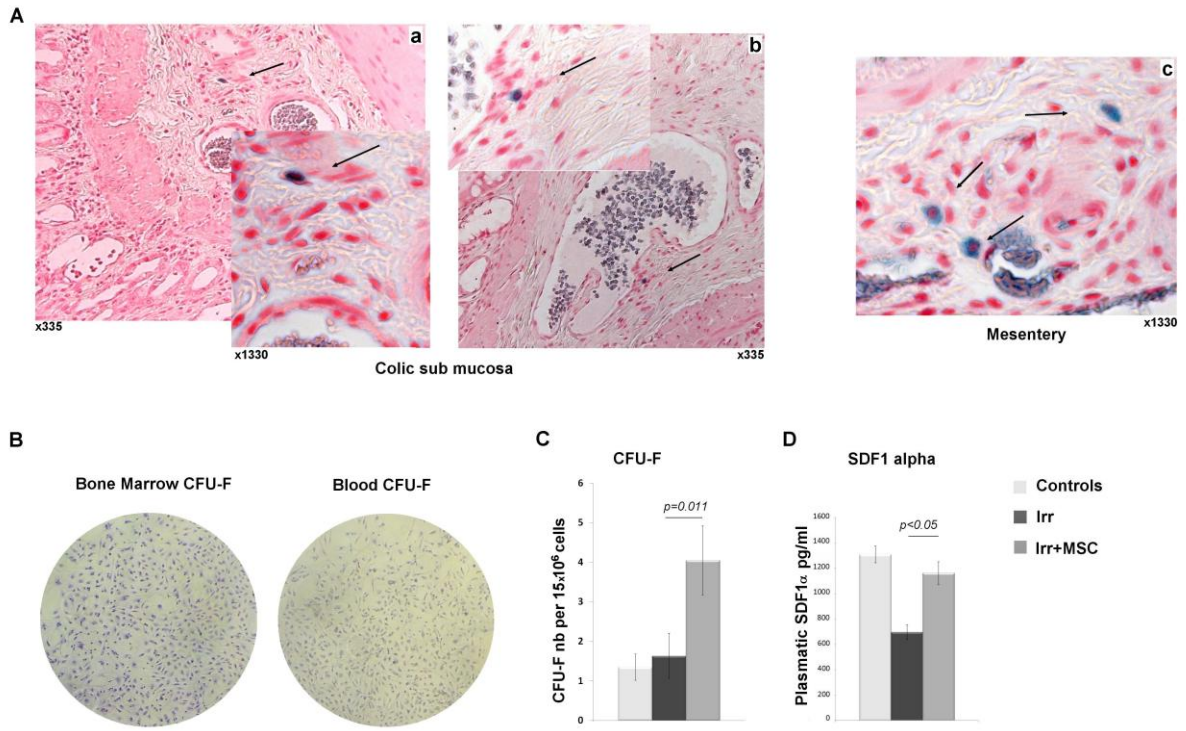 A
a
b
c
x335
x1330
x335
x1330
Colic sub mucosa
Mesentery
B
Bone Marrow CFU-F
Blood CFU-F
C
CFU-F
CFU-F nb per 15x10⁶ cells
6
5
4
3
2
1
0
p=0.011
D
SDF1 alpha
Plasmatic SDF1α pg/ml
1600
1400
1200
1000
800
600
400
200
0
p<0.05
Controls
Irr
Irr+MSC